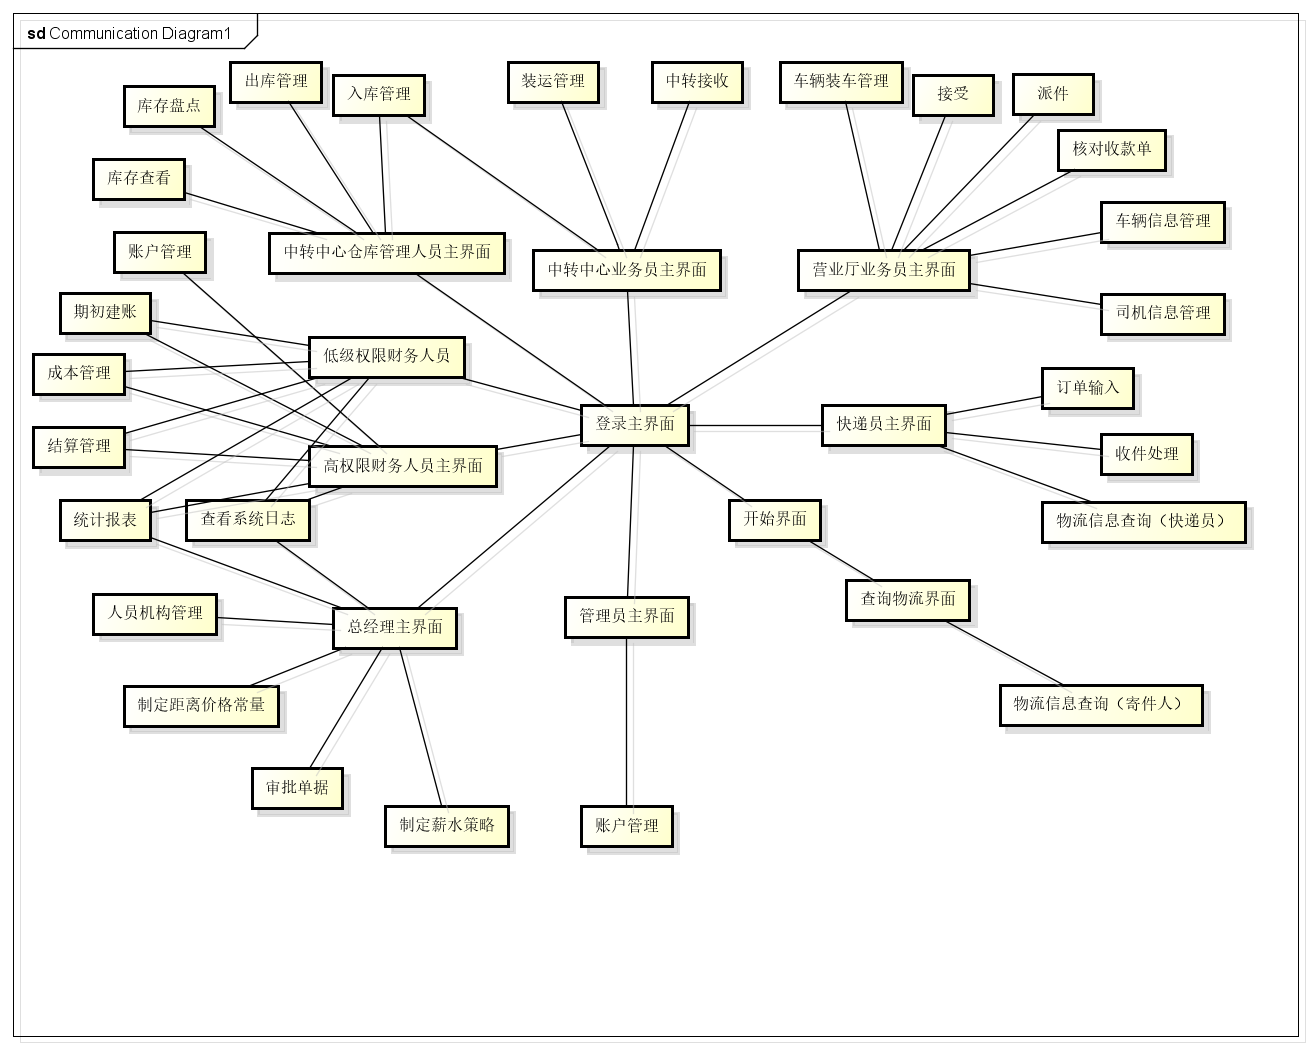 sd Communication Diagram1
出库管理
装运管理
中转接收
车辆装车管理
入库管理
接受
派件
库存盘点
核对收款单
库存查看
车辆信息管理
账户管理
中转中心仓库管理人员主界面
中转中心业务员主界面
营业厅业务员主界面
期初建账
司机信息管理
低级权限财务人员
成本管理
订单输入
登录主界面
快递员主界面
结算管理
收件处理
高权限财务人员主界面
统计报表
查看系统日志
开始界面
物流信息查询（快递员）
查询物流界面
人员机构管理
管理员主界面
总经理主界面
制定距离价格常量
物流信息查询（寄件人）
审批单据
制定薪水策略
账户管理